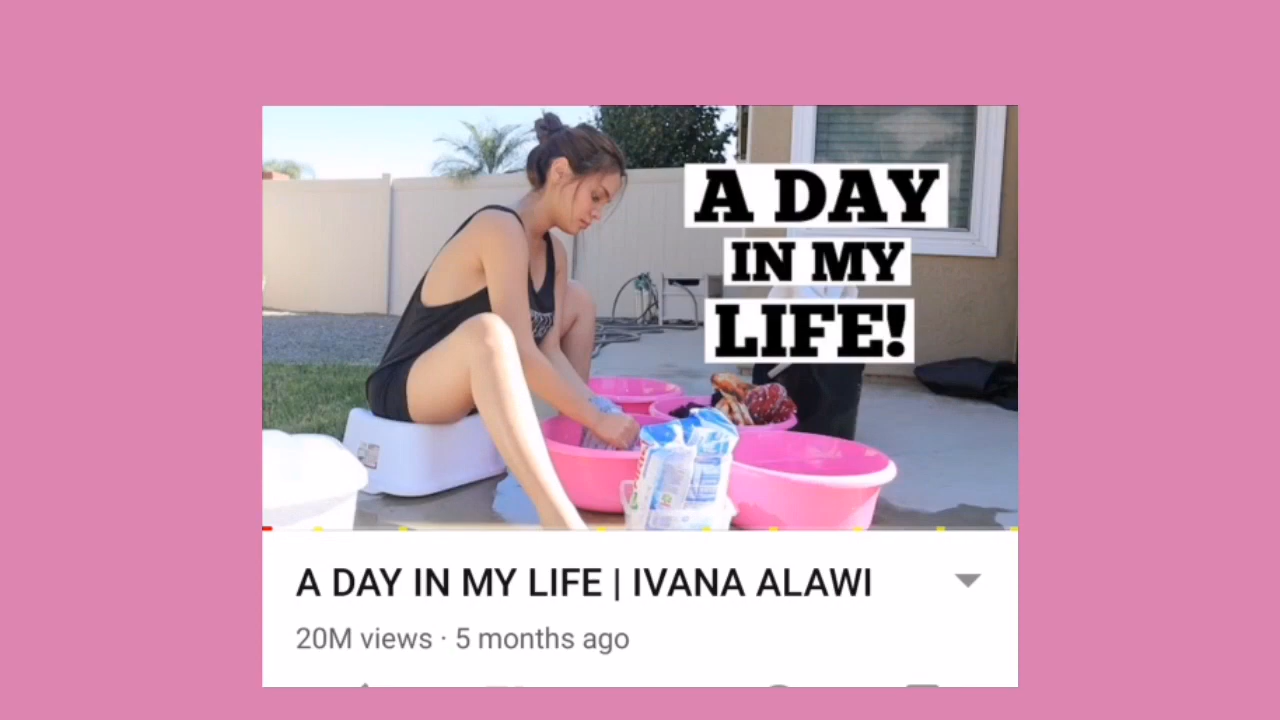 A DAY
IN MY
LIFE!
A DAY IN MY LIFE | IVANA ALAWI
20M views · 5 months ago